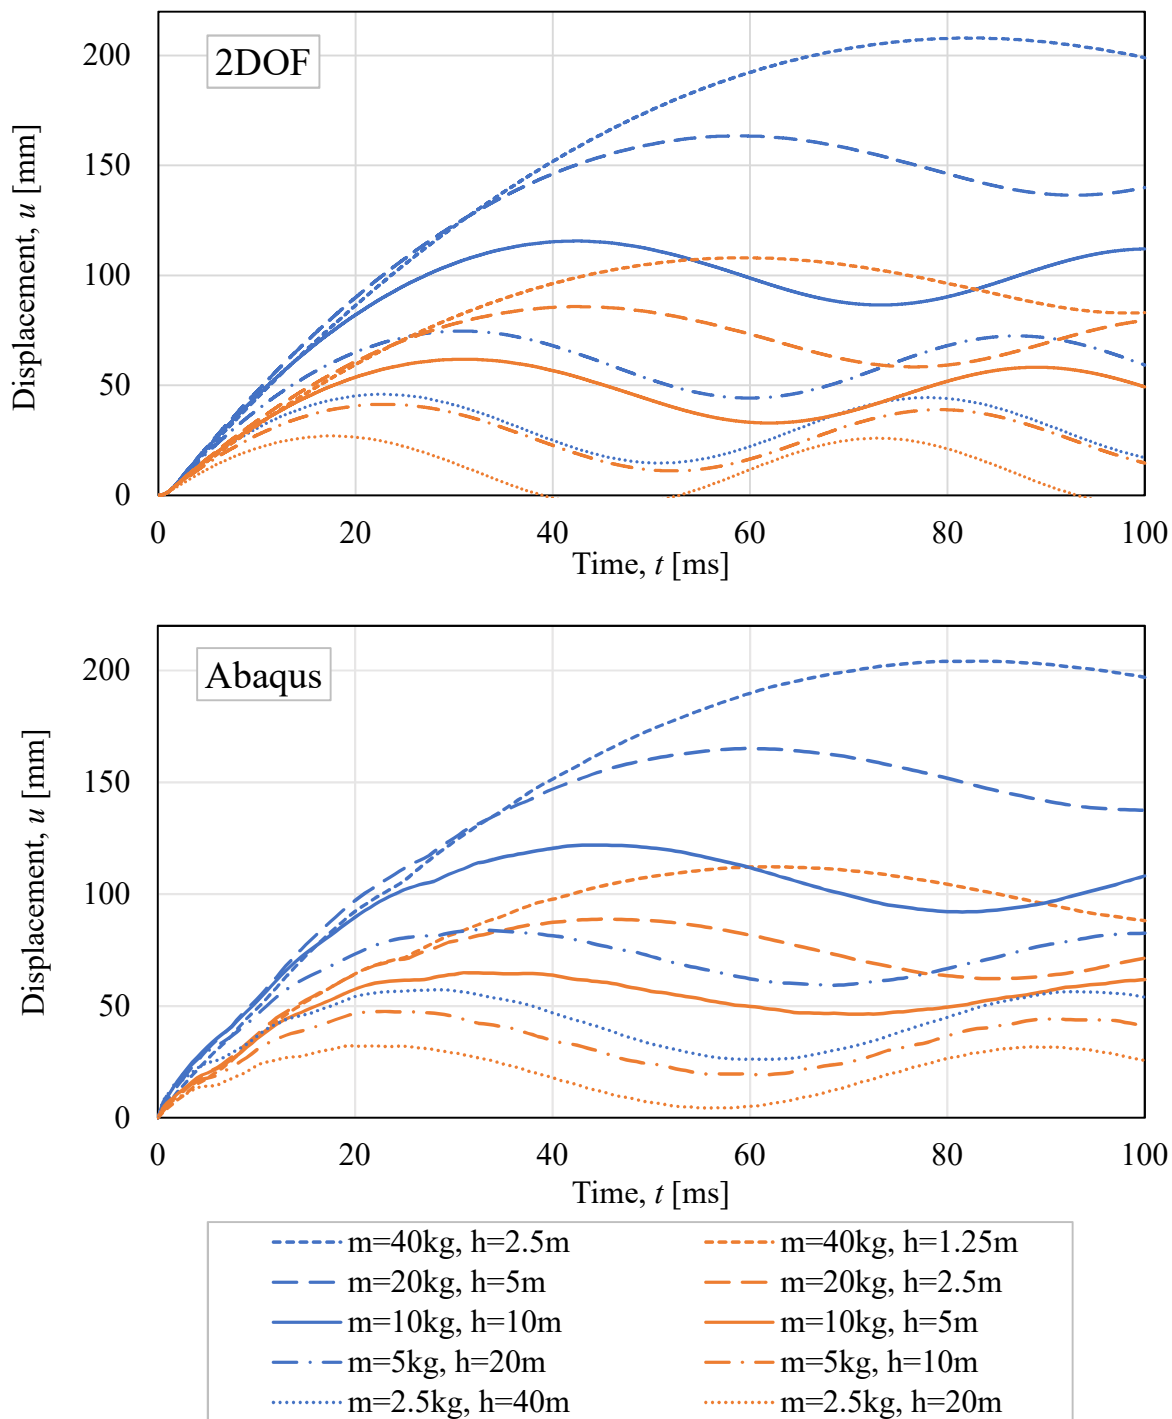 2DOF
200
150
100
50
0
Displacement, u [mm]
0 20 40 60 80 100
Time, t [ms]
Abaqus
200
150
100
50
0
Displacement, u [mm]
0 20 40 60 80 100
Time, t [ms]
m=40kg, h=2.5m m=40kg, h=1.25m
m=20kg, h=5m m=20kg, h=2.5m
m=10kg, h=10m m=10kg, h=5m
m=5kg, h=20m m=5kg, h=10m
m=2.5kg, h=40m m=2.5kg, h=20m